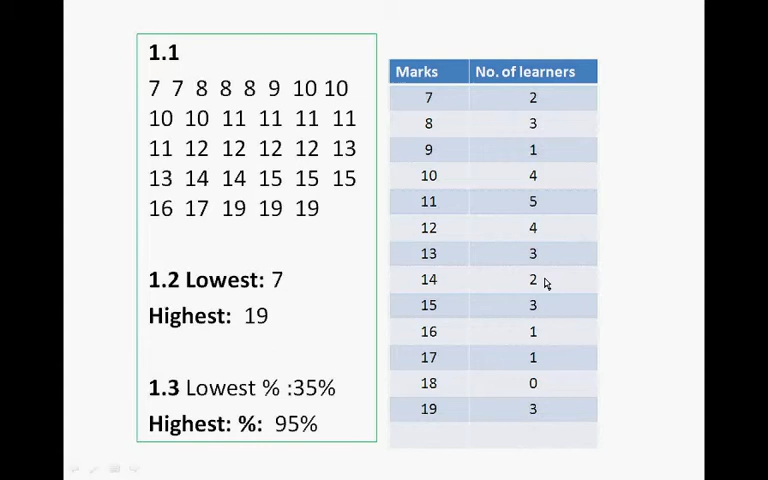 1.1
7 7 8 8 8 9 10 10
10 10 11 11 11 11
11 12 12 12 12 13
13 14 14 15 15 15
16 17 19 19 19
1.2 Lowest: 7
Highest: 19
1.3 Lowest % :35%
Highest: %: 95%
Marks No. of learners
7 2
8 3
9 1
10 4
11 5
12 4
13 3
14 2
15 3
16 1
17 1
18 0
19 3